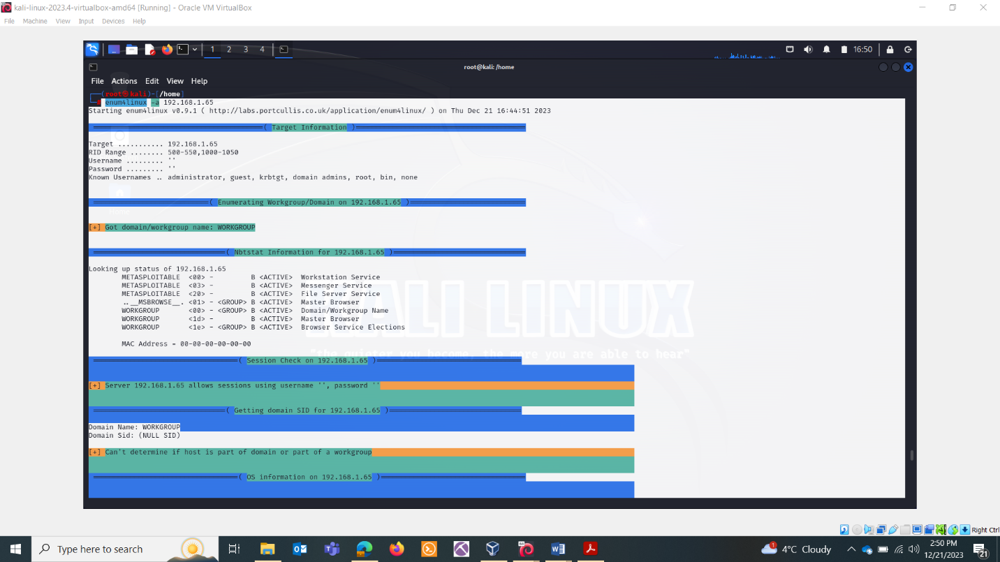 kali-linux-2023.4-virtualbox-amd64 [Running] - Oracle VM VirtualBox
File Machine View Input Devices Help
1 2 3 4 16:50
root@kali: /home
File Actions Edit View Help
(root㉿kali)-[/home]
# enum4linux -a 192.168.1.65
Starting enum4linux v0.9.1 ( http://labs.portcullis.co.uk/application/enum4linux/ ) on Thu Dec 21 16:44:51 2023
( Target Information )
Target ........... 192.168.1.65
RID Range ........ 500-550,1000-1050
Username ......... ''
Password ......... ''
Known Usernames .. administrator, guest, krbtgt, domain admins, root, bin, none
( Enumerating Workgroup/Domain on 192.168.1.65 )
[+] Got domain/workgroup name: WORKGROUP
( Nbtstat Information for 192.168.1.65 )
Looking up status of 192.168.1.65
METASPLOITABLE <00> - B <ACTIVE> Workstation Service
METASPLOITABLE <03> - B <ACTIVE> Messenger Service
METASPLOITABLE <20> - B <ACTIVE> File Server Service
..__MSBROWSE__. <01> - <GROUP> B <ACTIVE> Master Browser
WORKGROUP <00> - <GROUP> B <ACTIVE> Domain/Workgroup Name
WORKGROUP <1d> - B <ACTIVE> Master Browser
WORKGROUP <1e> - <GROUP> B <ACTIVE> Browser Service Elections
KALI LINUX
MAC Address = 00-00-00-00-00-00
"the quieter you become, the more you are able to hear"
( Session Check on 192.168.1.65 )
[+] Server 192.168.1.65 allows sessions using username '', password ''
( Getting domain SID for 192.168.1.65 )
Domain Name: WORKGROUP
Domain Sid: (NULL SID)
[+] Can't determine if host is part of domain or part of a workgroup
( OS information on 192.168.1.65 )
Right Ctrl
Type here to search
1 4°C Cloudy
2:50 PM
12/21/2023
21